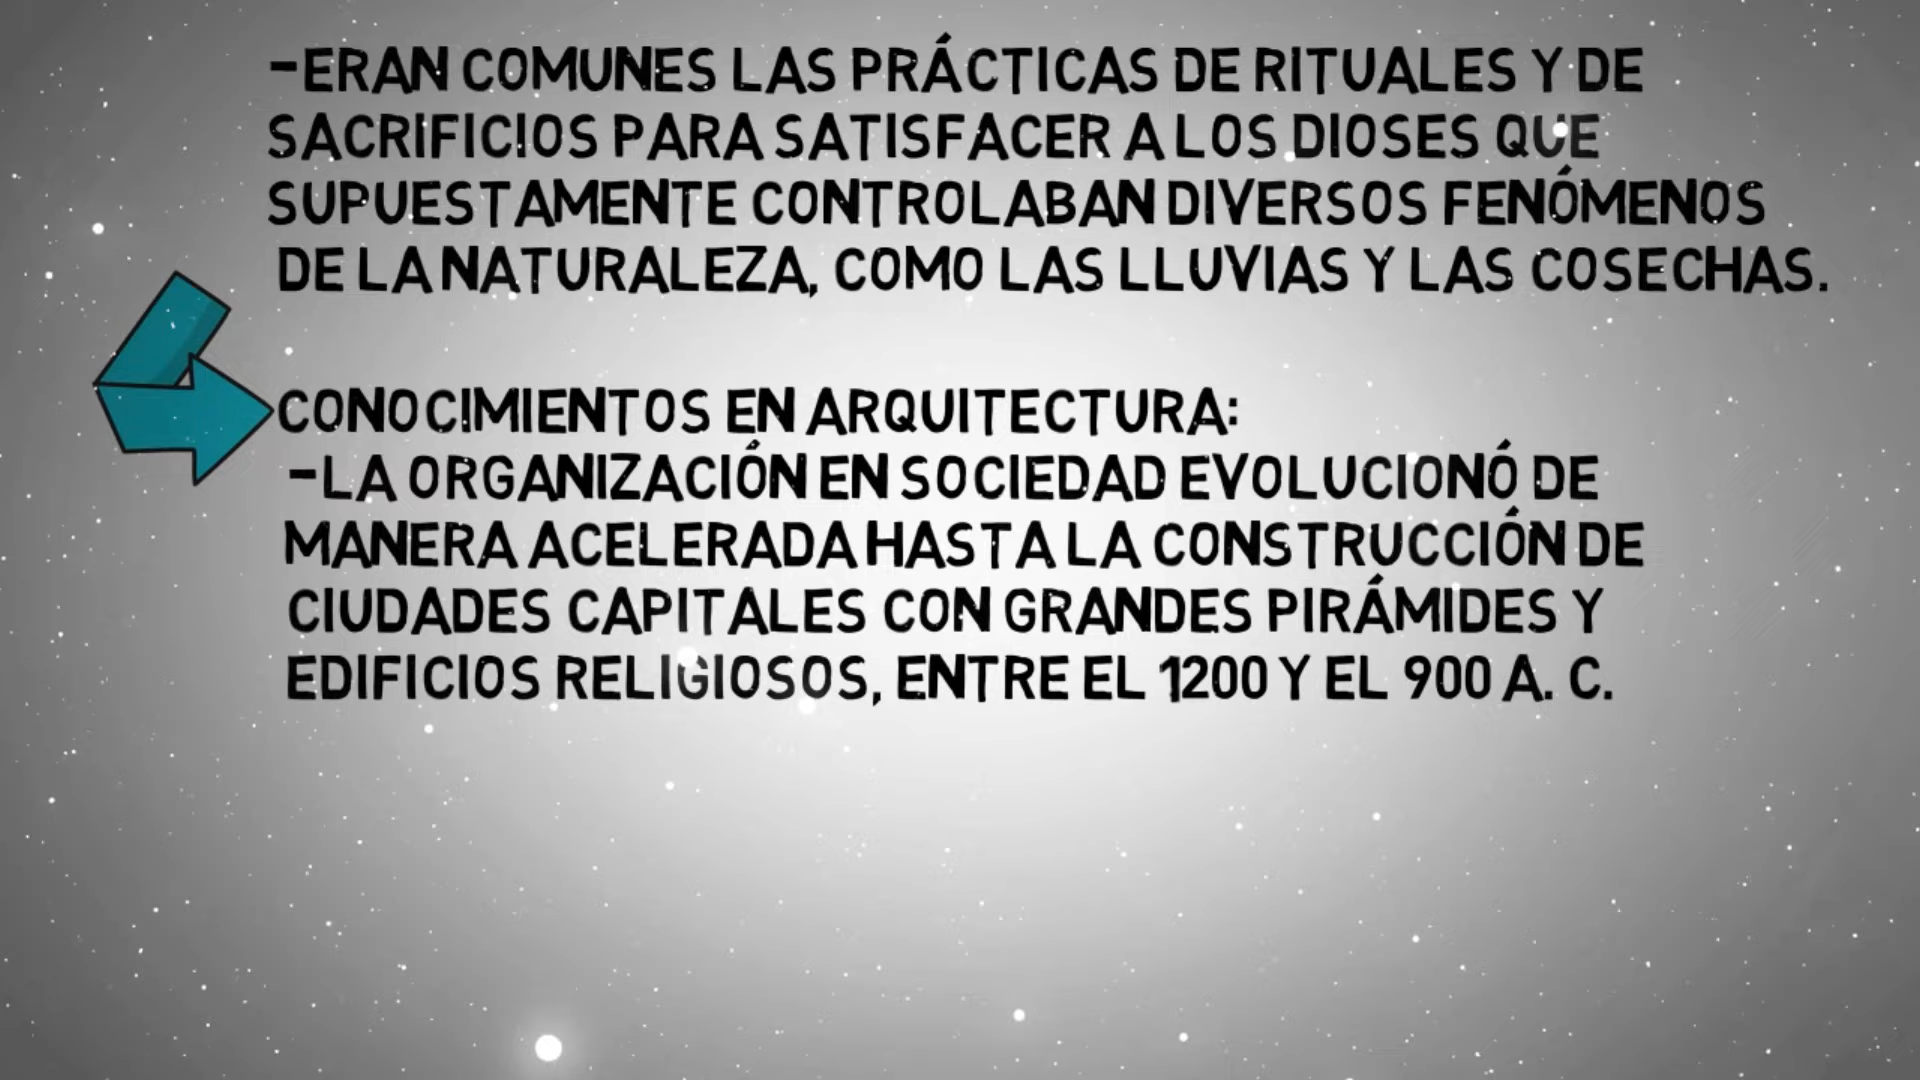 -ERAN COMUNES LAS PRÁCTICAS DE RITUALES Y DE
SACRIFICIOS PARA SATISFACER A LOS DIOSES QUE
SUPUESTAMENTE CONTROLABAN DIVERSOS FENÓMENOS
DE LA NATURALEZA, COMO LAS LLUVIAS Y LAS COSECHAS.
CONOCIMIENTOS EN ARQUITECTURA:
-LA ORGANIZACIÓN EN SOCIEDAD EVOLUCIONÓ DE
MANERA ACELERADA HASTA LA CONSTRUCCIÓN DE
CIUDADES CAPITALES CON GRANDES PIRÁMIDES Y
EDIFICIOS RELIGIOSOS, ENTRE EL 1200 Y EL 900 A. C.